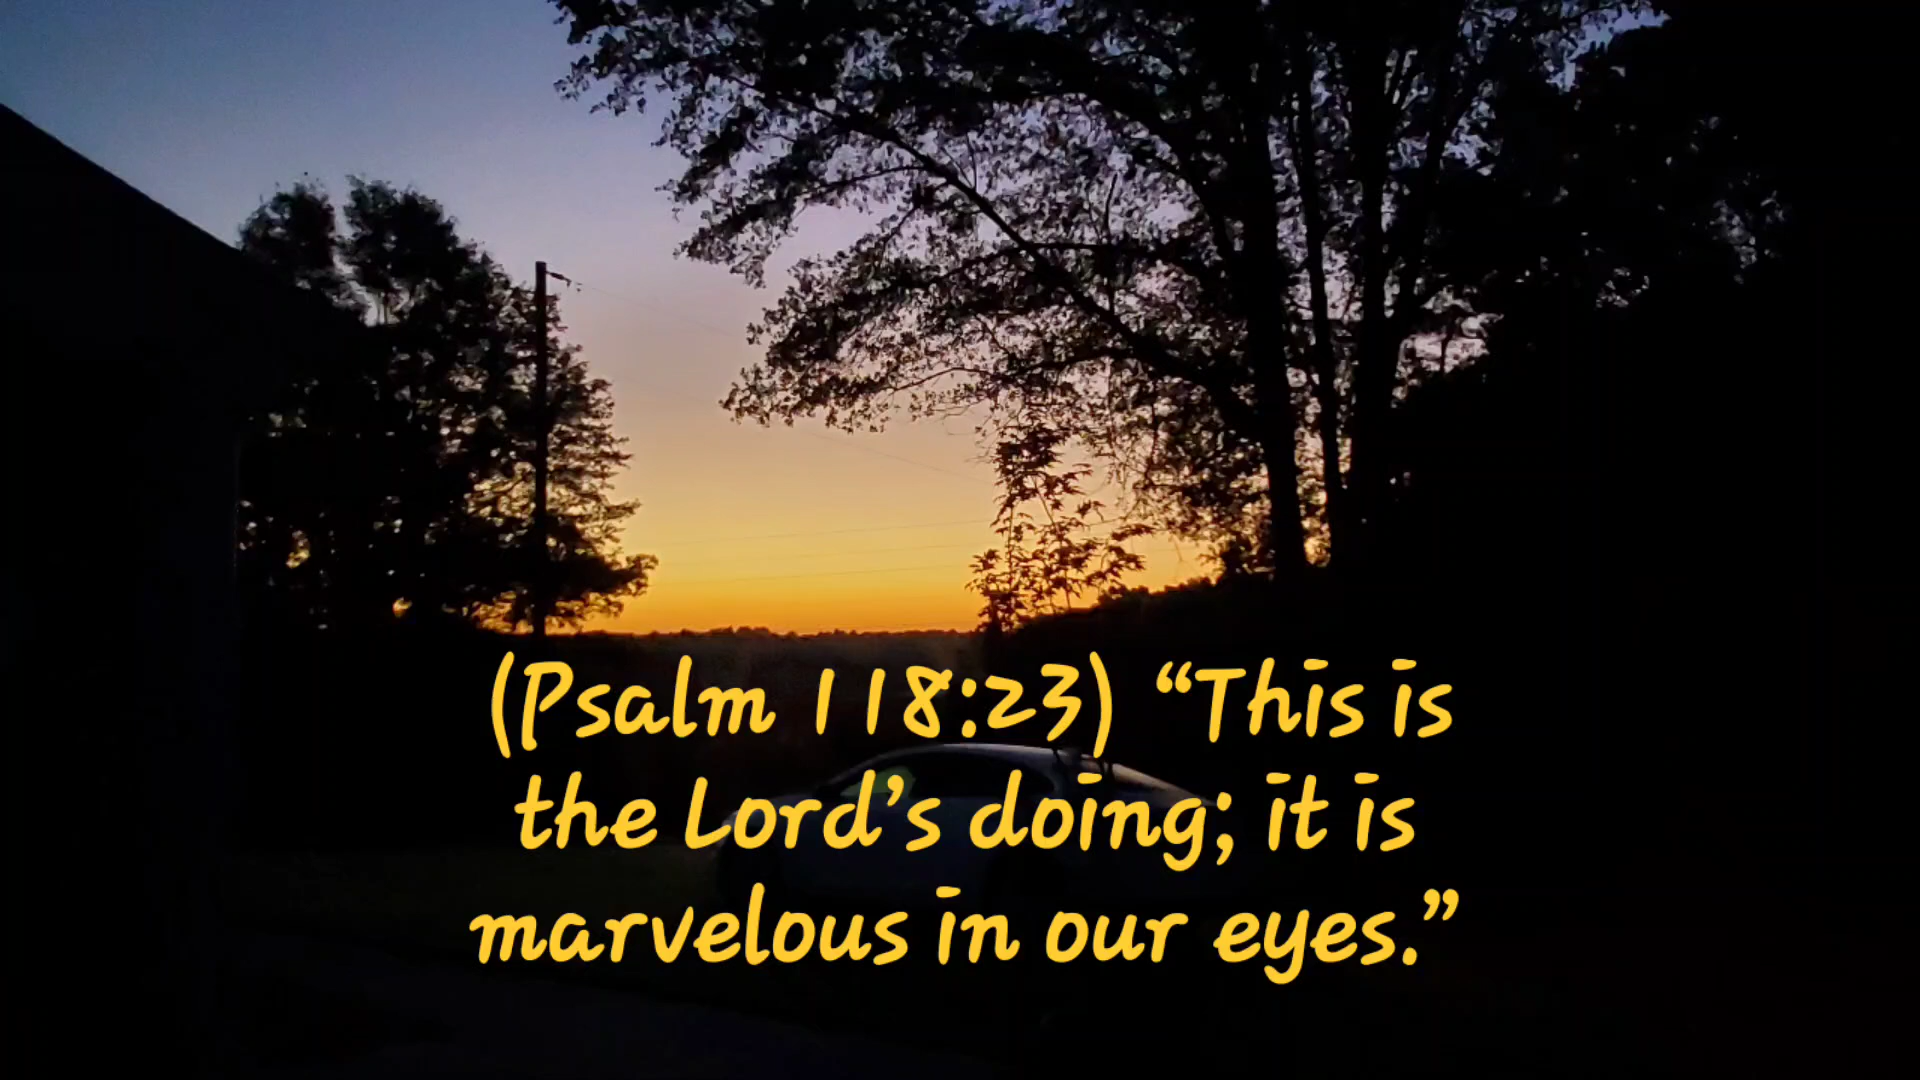 (Psalm 118:23) “This is
the Lord’s doing; it is
marvelous in our eyes.”